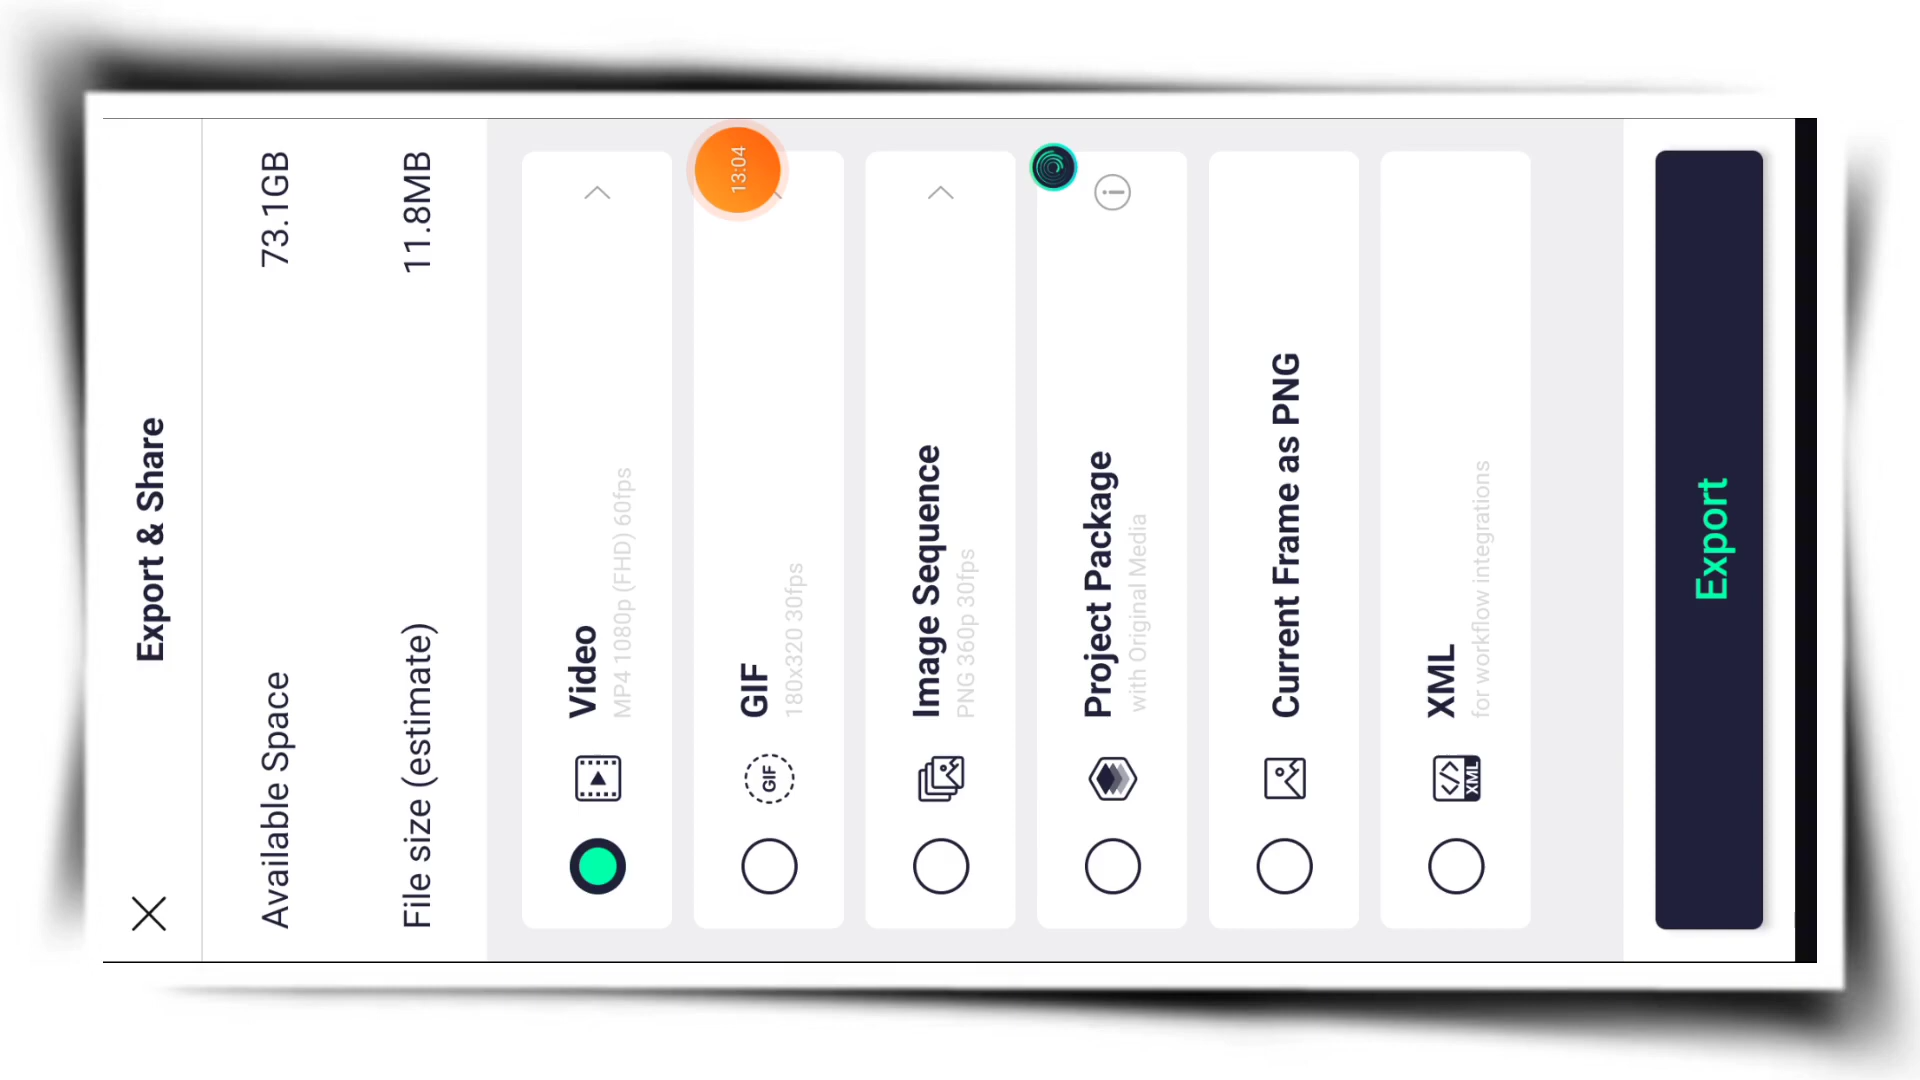 Export & Share
Available Space 73.1GB
File size (estimate) 11.8MB
Video
MP4 1080p (FHD) 60fps
13:04
GIF
GIF
180x320 30fps
Image Sequence
PNG 360p 30fps
Project Package
with Original Media
Current Frame as PNG
XML
XML
for workflow integrations
Export